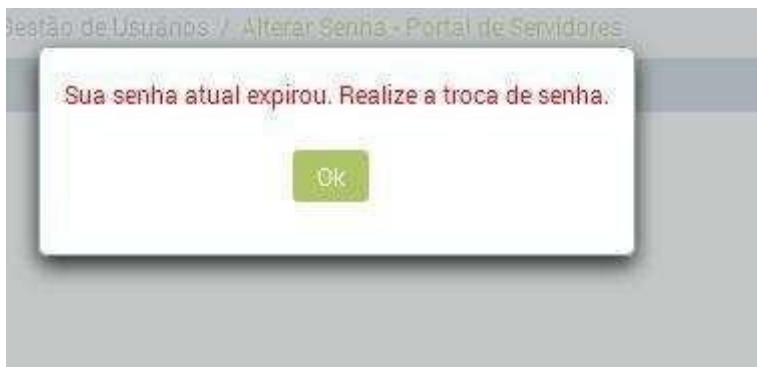 Gestão de Usuários / Alterar Senha - Portal de Servidores
Sua senha atual expirou. Realize a troca de senha.
Ok